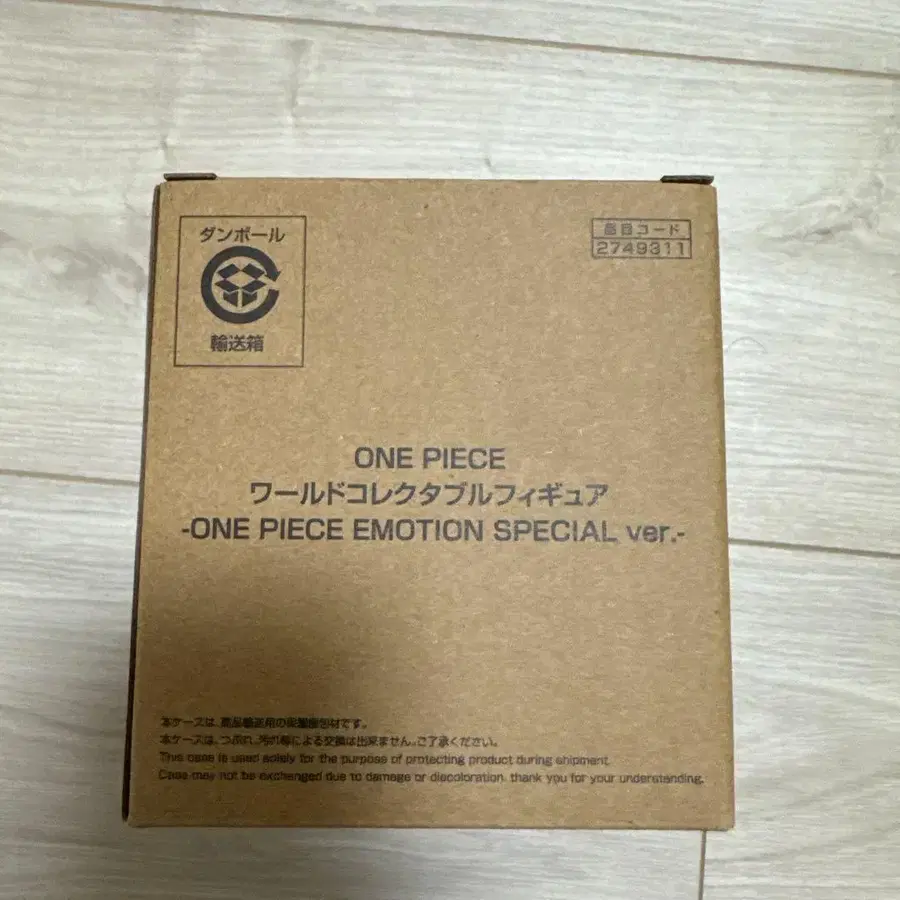 ダンボール
輸送箱
品目コード
2749311
ONE PIECE
ワールドコレクタブルフィギュア
-ONE PIECE EMOTION SPECIAL ver.-
本ケースは、商品輸送用の保護梱包材です。
本ケースは、つぶれ、汚れ等による交換は出来ません。ご了承ください。
This case is used solely for the purpose of protecting product during shipment.
Case may not be exchanged due to damage or discoloration. thank you for your understanding.